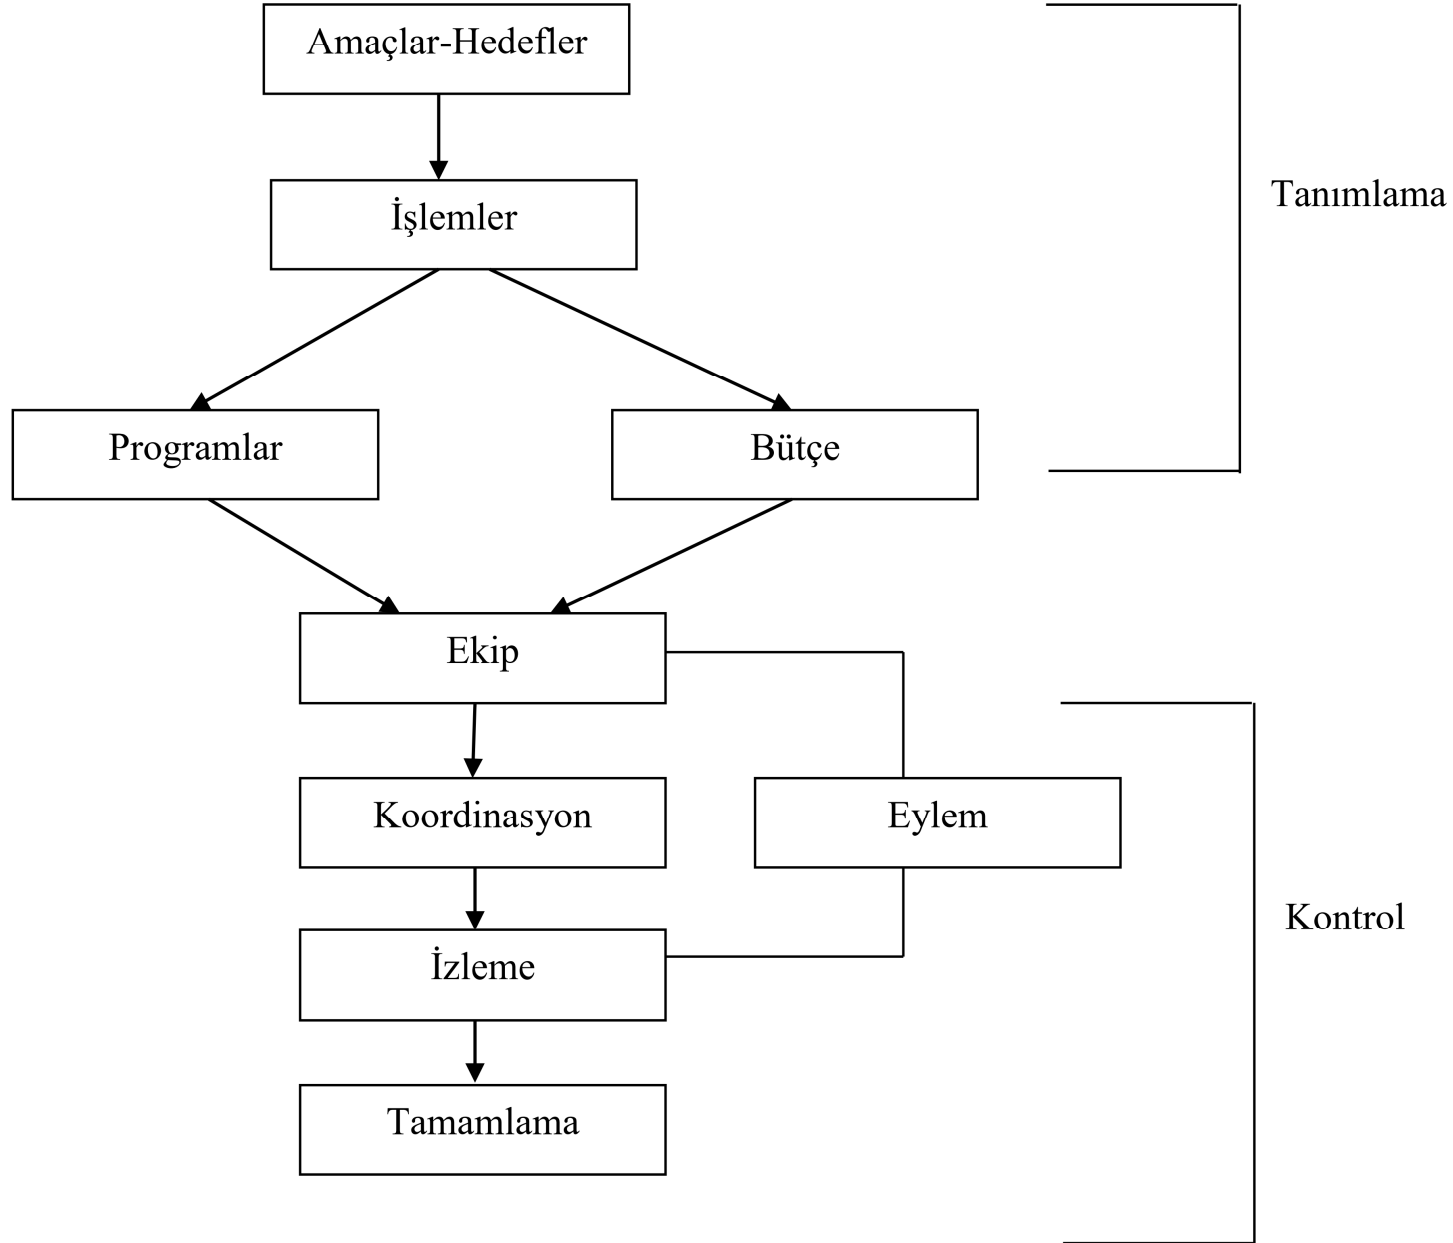 Amaçlar-Hedefler
İşlemler
Tanımlama
Programlar
Bütçe
Ekip
Koordinasyon
Eylem
Kontrol
İzleme
Tamamlama